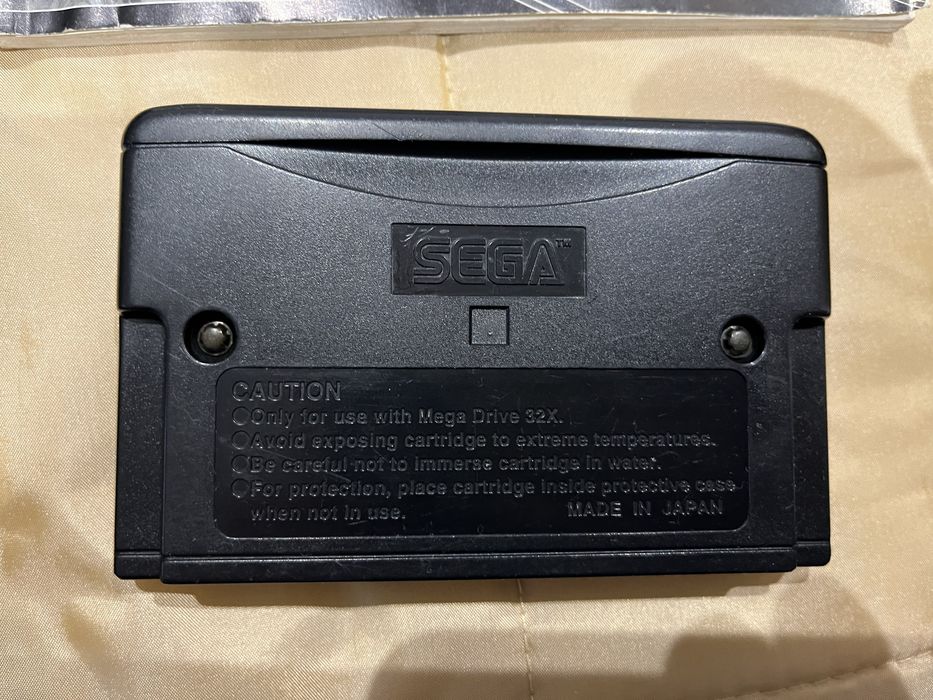 SEGA™
CAUTION
○Only for use with Mega Drive 32X.
○Avoid exposing cartridge to extreme temperatures.
○Be careful not to immerse cartridge in water.
○For protection, place cartridge inside protective case
when not in use. MADE IN JAPAN